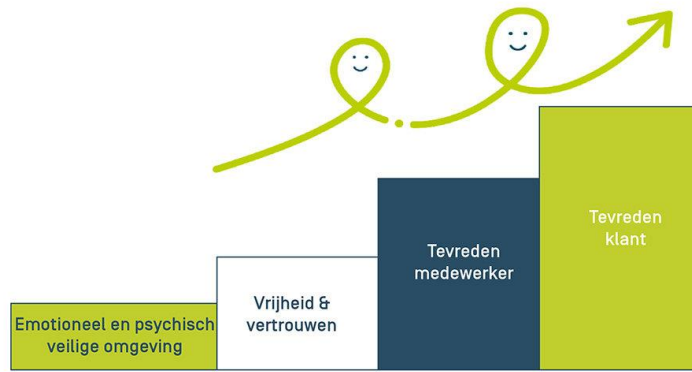 Emotioneel en psychisch
veilige omgeving
Vrijheid &
vertrouwen
Tevreden
medewerker
Tevreden
klant